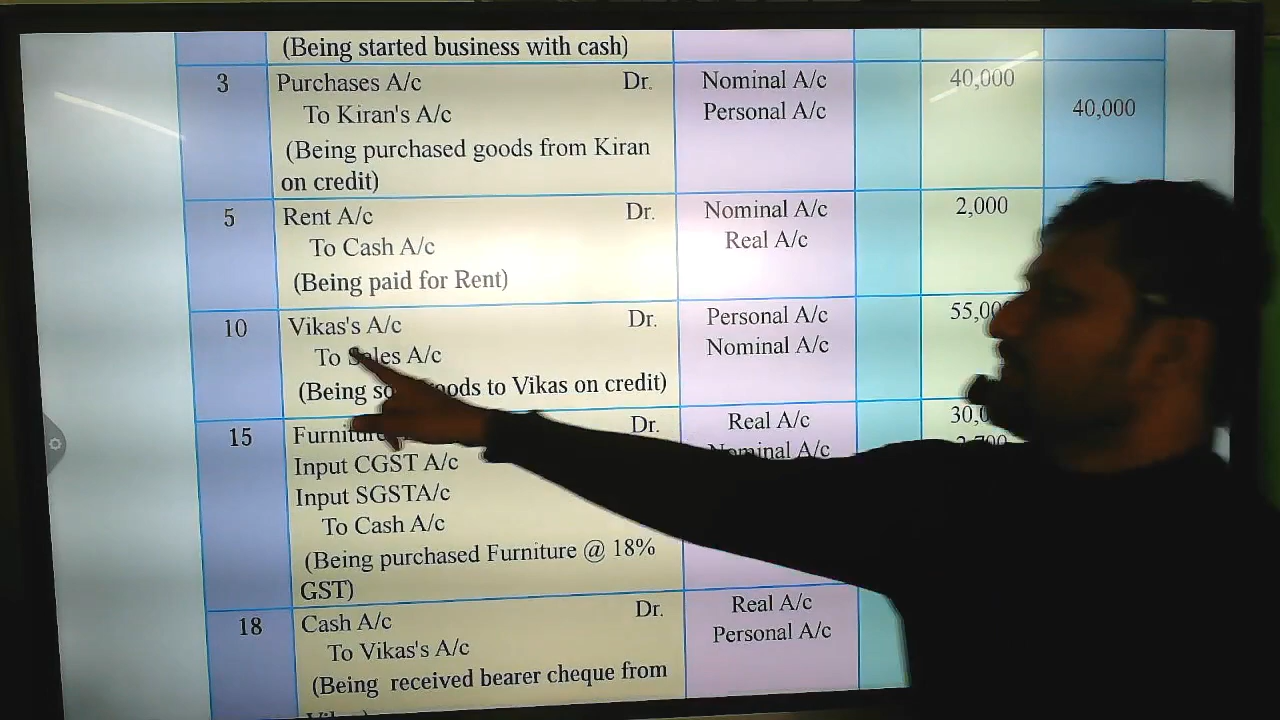 (Being started business with cash)
3 Purchases A/c Dr. Nominal A/c 40,000
To Kiran's A/c Personal A/c 40,000
(Being purchased goods from Kiran
on credit)
5 Rent A/c Dr. Nominal A/c 2,000
To Cash A/c Real A/c
(Being paid for Rent)
10 Vikas's A/c Dr. Personal A/c
To Sales A/c Nominal A/c
(Being to Vikas on credit)
15 Dr. Real A/c
Input CGST A/c Nominal A/c
Input SGSTA/c
To Cash A/c
(Being purchased Furniture @ 18%
GST)
18 Cash A/c Dr. Real A/c
To Vikas's A/c Personal A/c
(Being received bearer cheque from